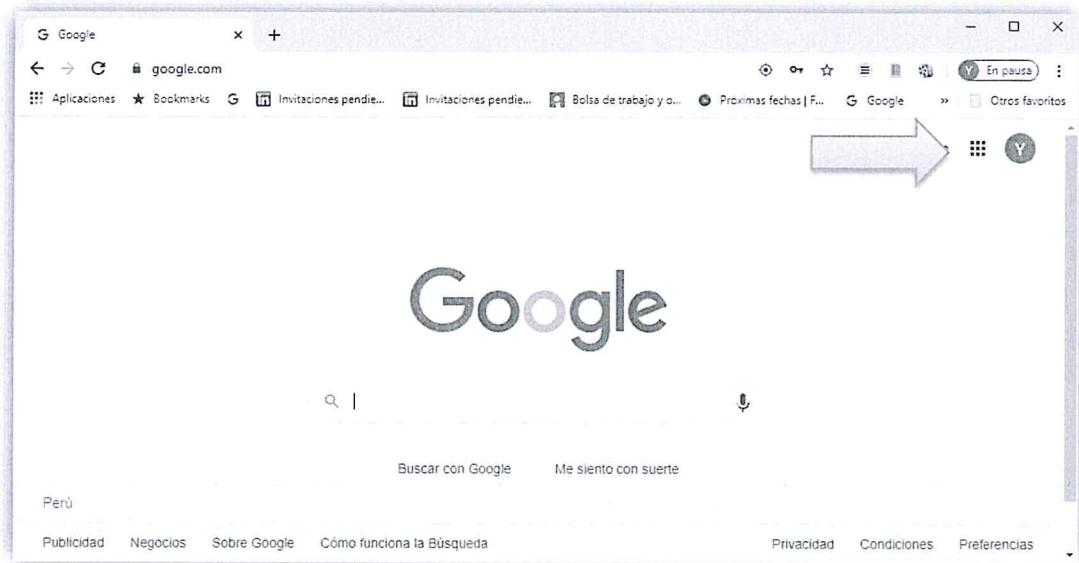 G Google × +
google.com Y En pausa
Aplicaciones Bookmarks G Invitaciones pendie... Invitaciones pendie... Bolsa de trabajo y o... Próximas fechas | F... G Google » Otros favoritos
Y
Google
Buscar con Google Me siento con suerte
Perú
Publicidad Negocios Sobre Google Cómo funciona la Búsqueda Privacidad Condiciones Preferencias